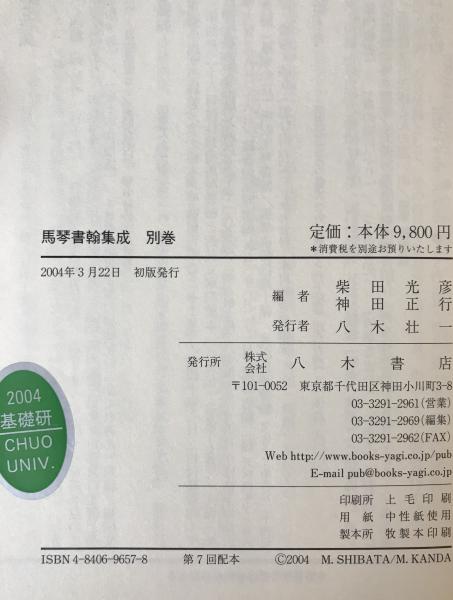 馬琴書翰集成　別巻
定価：本体9,800円
＊消費税を別途お預りいたします
2004年3月22日　初版発行
編者　柴田光彦
神田正行
発行者　八木壮一
発行所　株式会社　八木書店
〒101-0052　東京都千代田区神田小川町3-8
03-3291-2961(営業)
03-3291-2969(編集)
03-3291-2962(FAX)
Web http://www.books-yagi.co.jp/pub
E-mail pub@books-yagi.co.jp
印刷所　上毛印刷
用紙　中性紙使用
製本所　牧製本印刷
ISBN4-8406-9657-8　第7回配本　©2004　M. SHIBATA/M. KANDA
2004
基礎研
CHUO
UNIV.